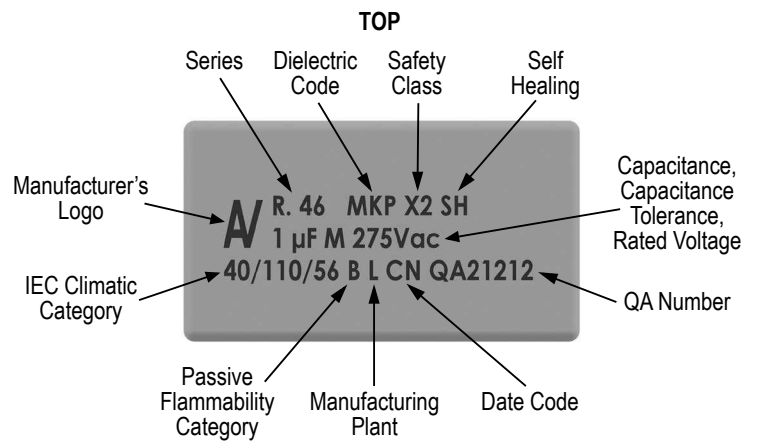 TOP
Series
Dielectric
Code
Safety
Class
Self
Healing
Manufacturer's
Logo
R. 46 MKP X2 SH
1 µF M 275Vac
40/110/56 B L CN QA21212
Capacitance,
Capacitance
Tolerance,
Rated Voltage
IEC Climatic
Category
QA Number
Passive
Flammability
Category
Manufacturing
Plant
Date Code